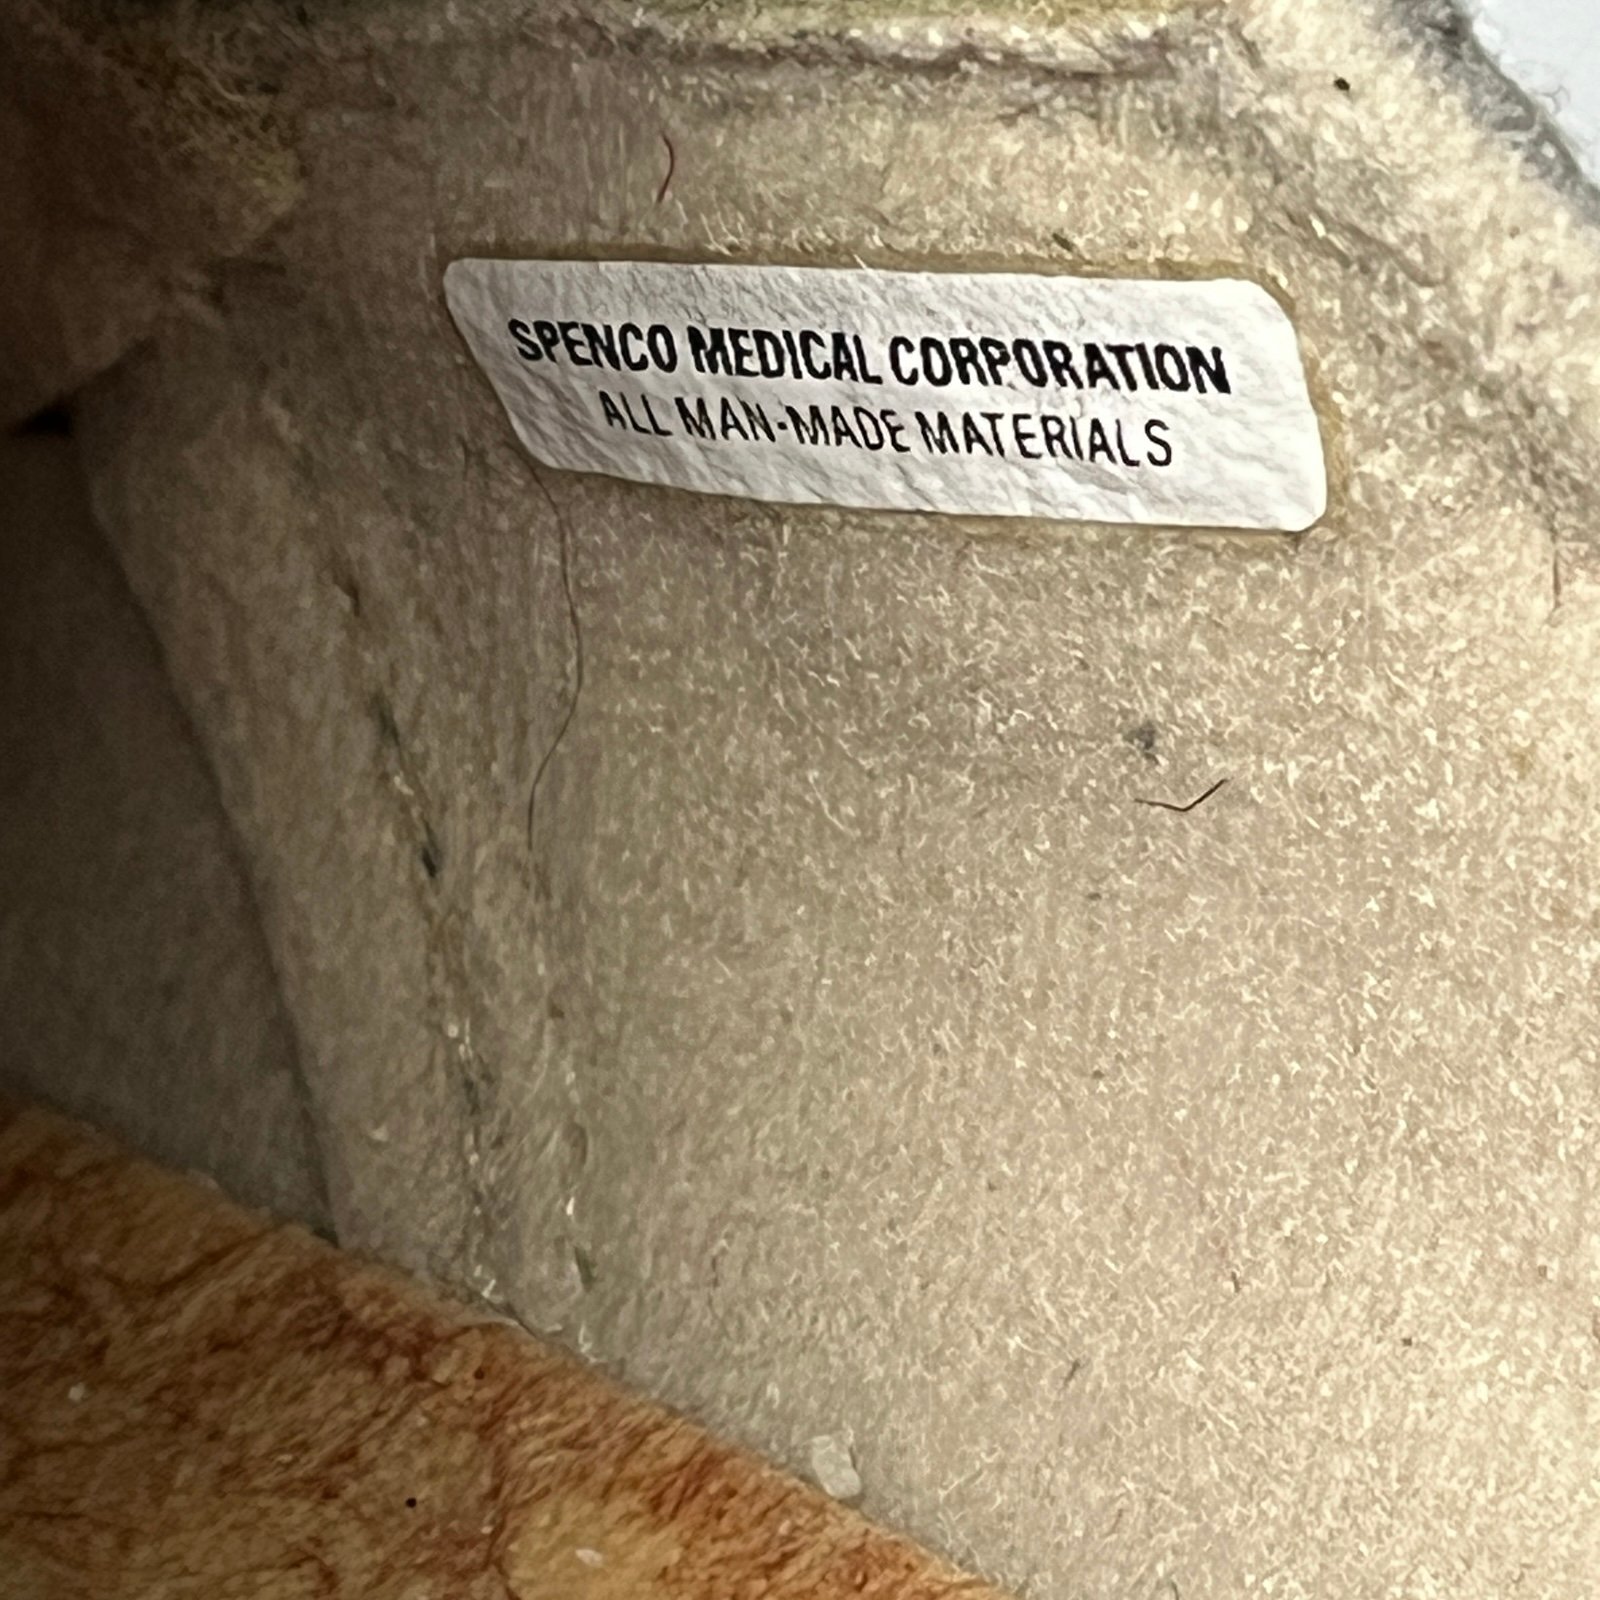 SPENCO MEDICAL CORPORATION
ALL MAN-MADE MATERIALS